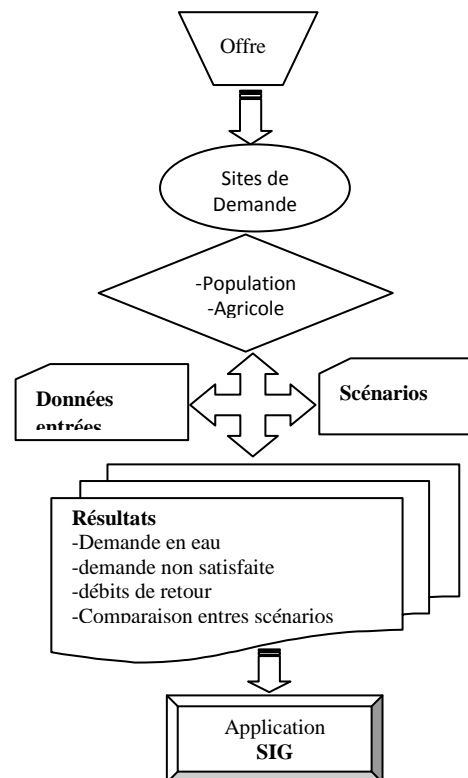 Offre
Sites de
Demande
-Population
-Agricole
Données
entrées
Scénarios
Résultats
-Demande en eau
-demande non satisfaite
-débits de retour
-Comparaison entres scénarios
Application
SIG